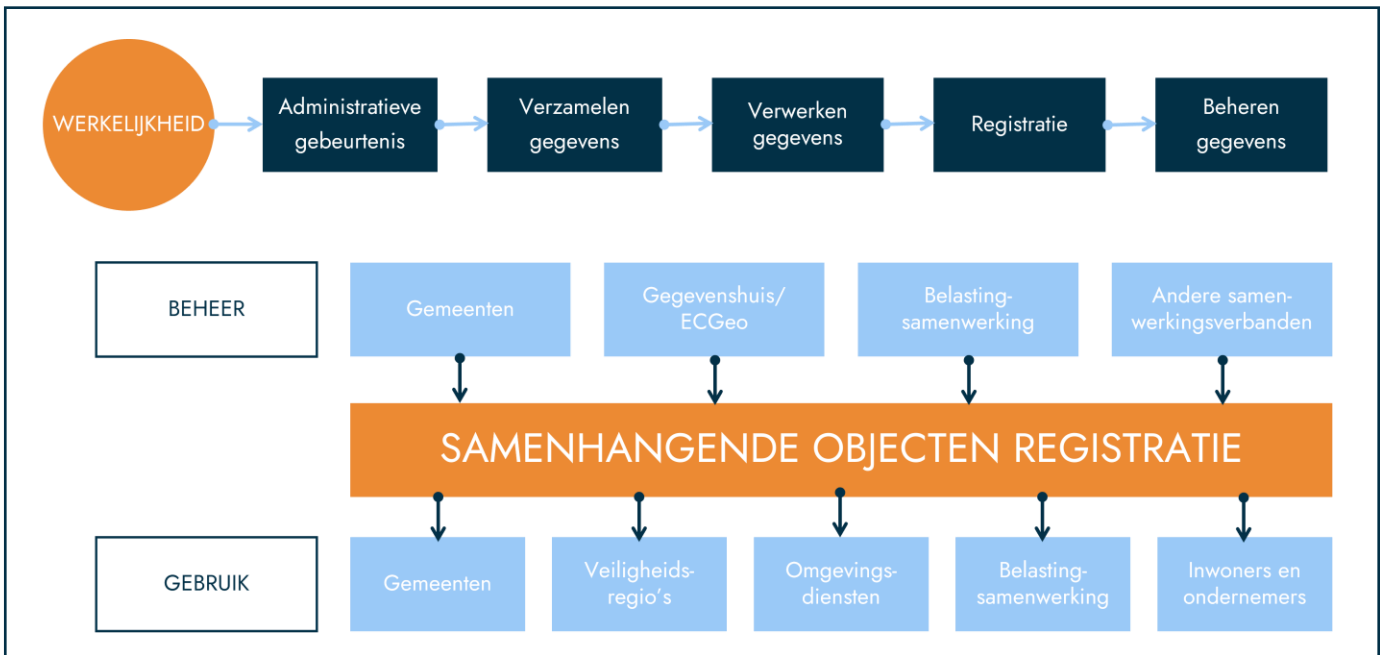 WERKELIJKHEID
Administratieve
gebeurtenis
Verzamelen
gegevens
Verwerken
gegevens
Registratie
Beheren
gegevens
BEHEER
Gemeenten
Gegevenshuis/
ECGeo
Belasting-
samenwerking
Andere samen-
werkingsverbanden
SAMENHANGENDE OBJECTEN REGISTRATIE
GEBRUIK
Gemeenten
Veiligheids-
regio's
Omgevings-
diensten
Belasting-
samenwerking
Inwoners en
ondernemers